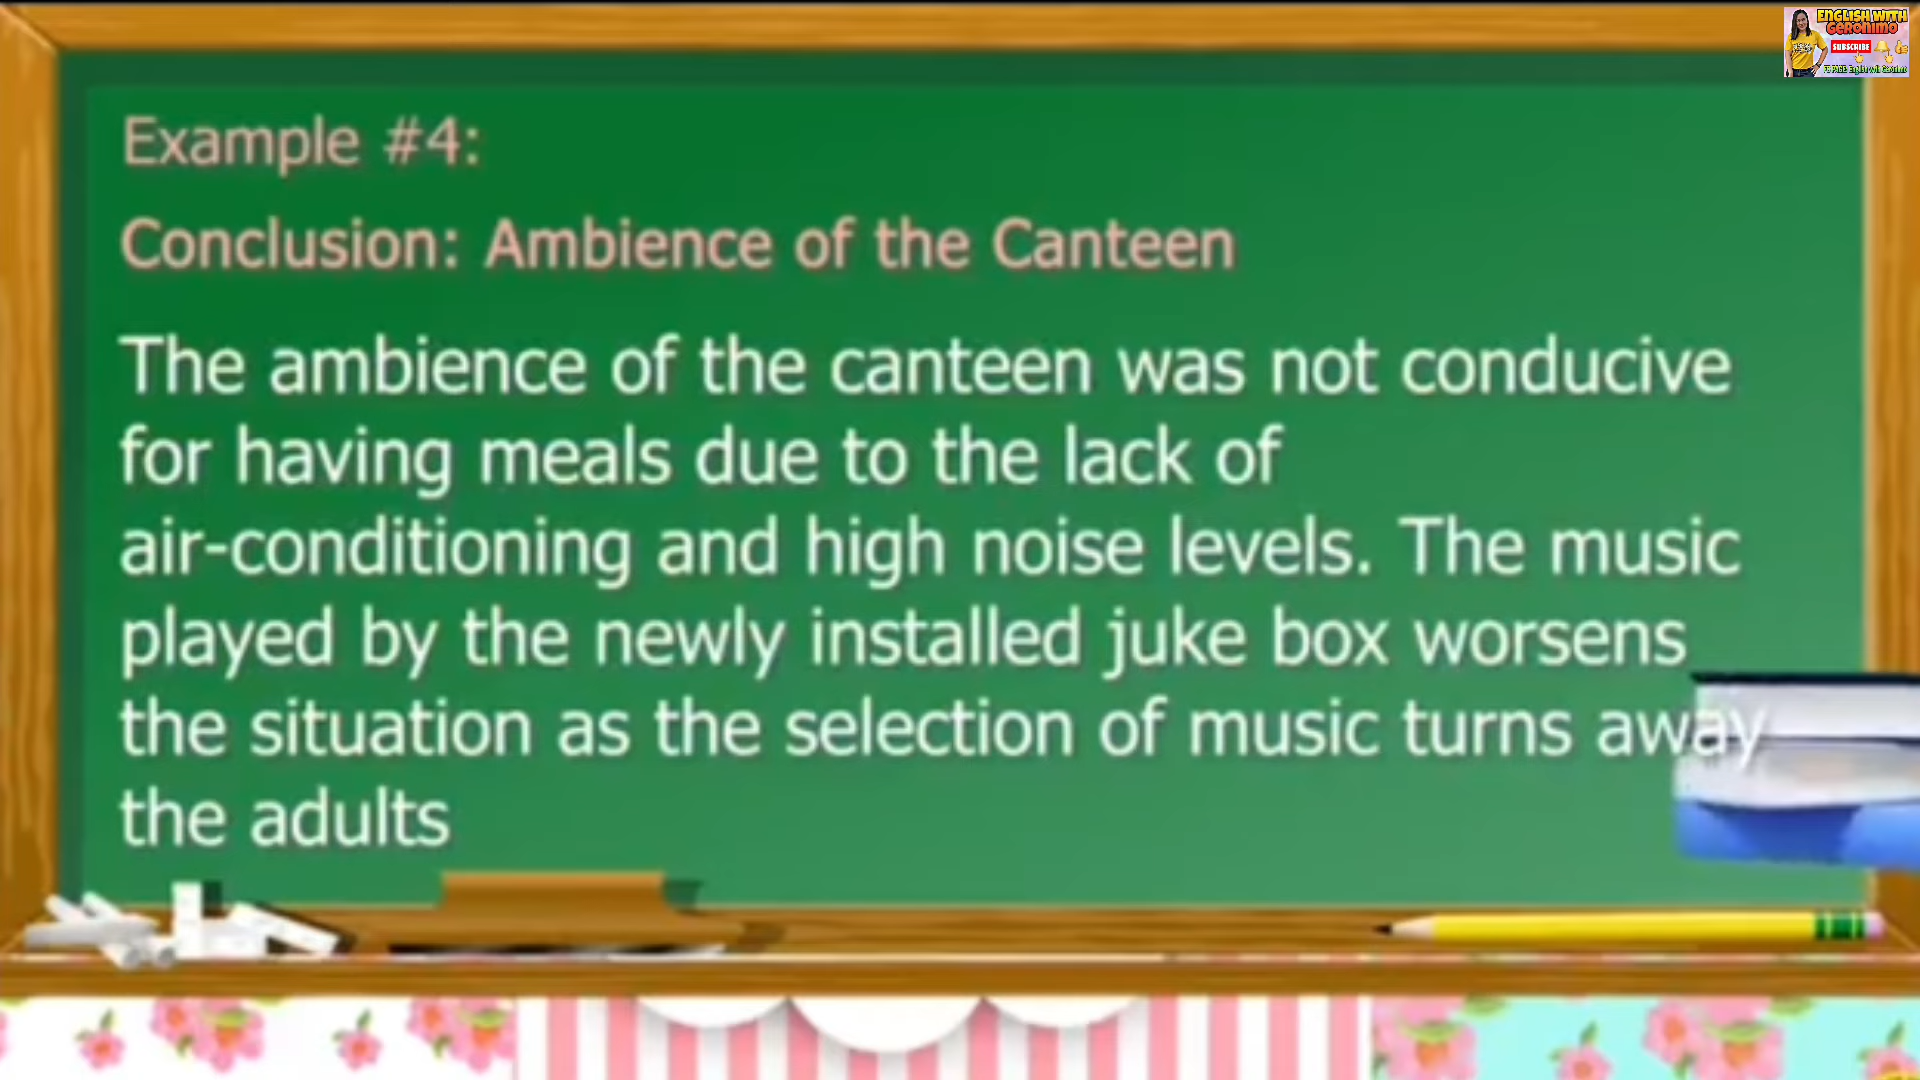 ENGLISH WITH
GERONIMO
SUBSCRIBE
Example #4:
Conclusion: Ambience of the Canteen
The ambience of the canteen was not conducive
for having meals due to the lack of
air-conditioning and high noise levels. The music
played by the newly installed juke box worsens
the situation as the selection of music turns away
the adults